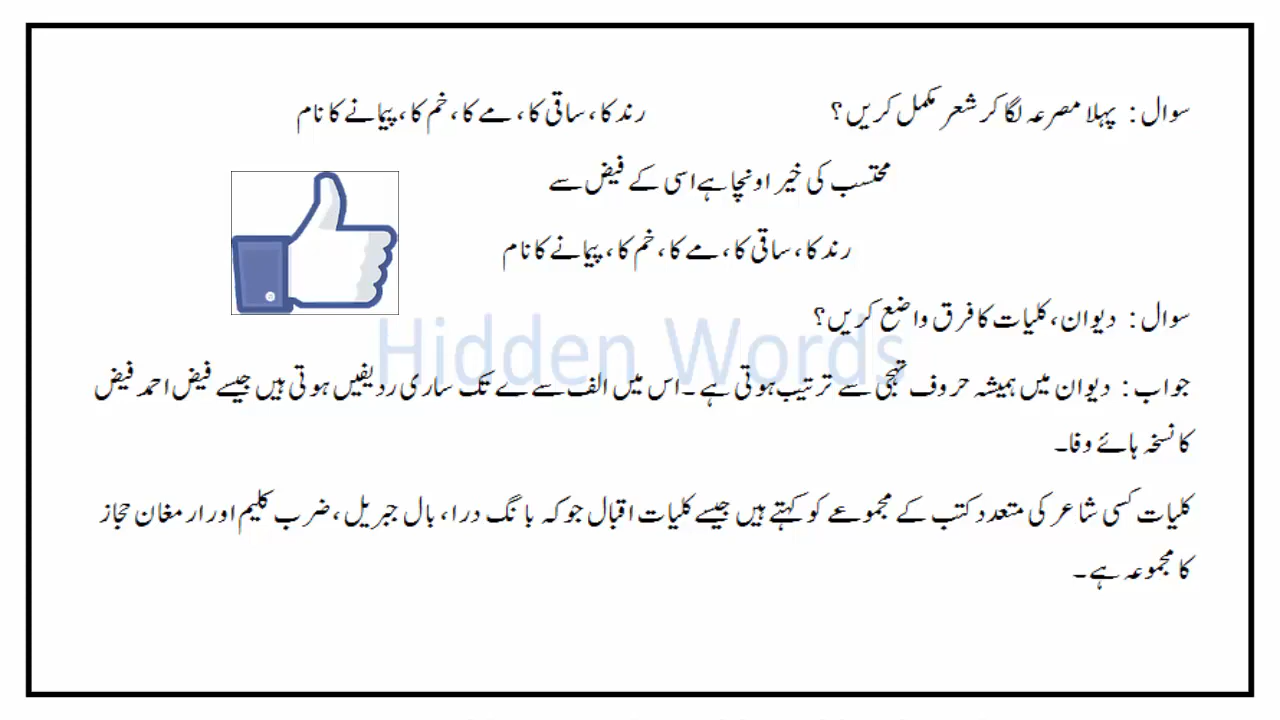 سوال : پہلا مصرعہ لگا کر شعر مکمل کریں ؟ رند کا، ساقی کا، مے کا، خم کا، پیمانے کا نام
محتسب کی خیر اونچا ہے اسی کے فیض سے
رند کا، ساقی کا، مے کا، خم کا، پیمانے کا نام
سوال : دیوان، کلیات کا فرق واضع کریں؟
Hidden Words
جواب : دیوان میں ہمیشہ حروف تہجی سے ترتیب ہوتی ہے ۔ اس میں الف سے ے تک ساری ردیفیں ہوتی ہیں جیسے فیض احمد فیض
کا نسخہ ہائے وفا۔
کلیات کسی شاعر کی متعدد کتب کے مجموعے کو کہتے ہیں جیسے کلیات اقبال جو کہ بانگ درا، بال جبریل، ضرب کلیم اور ار مغان حجاز
کا مجموعہ ہے۔